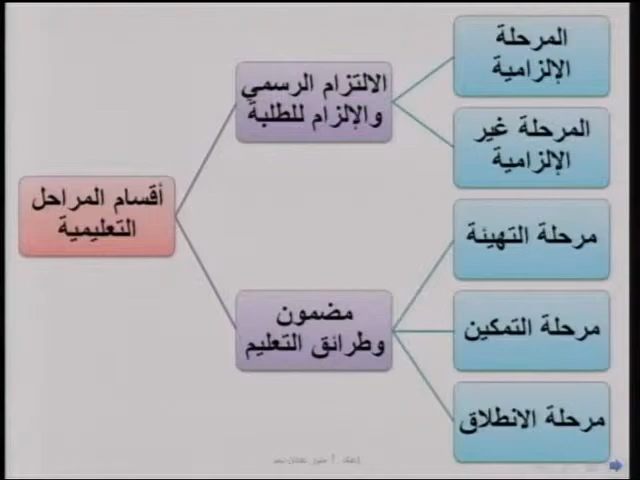 أقسام المراحل
التعليمية
الالتزام الرسمي
والإلزام للطلبة
المرحلة
الإلزامية
المرحلة غير
الإلزامية
مضمون
وطرائق التعليم
مرحلة التهيئة
مرحلة التمكين
مرحلة الانطلاق